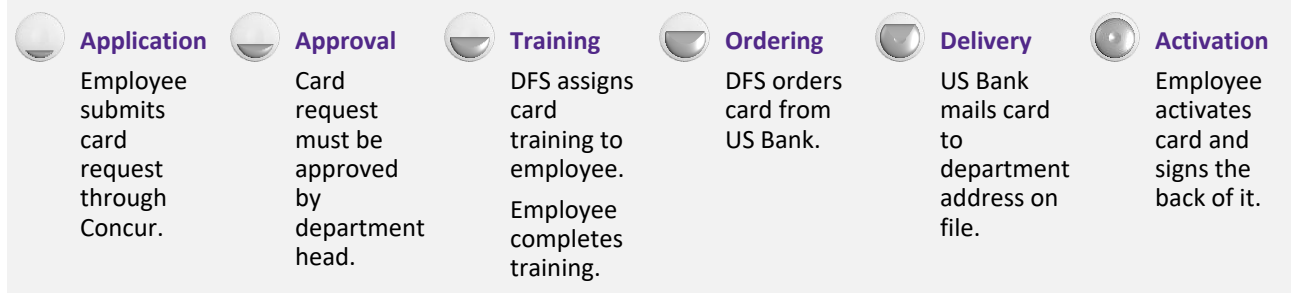 Application
Employee
submits
card
request
through
Concur.
Approval
Card
request
must be
approved
by
department
head.
Training
DFS assigns
card
training to
employee.
Employee
completes
training.
Ordering
DFS orders
card from
US Bank.
Delivery
US Bank
mails card
to
department
address on
file.
Activation
Employee
activates
card and
signs the
back of it.